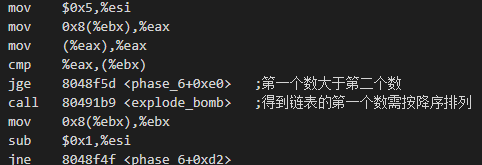 mov $0x5,%esi
mov 0x8(%ebx),%eax
mov (%eax),%eax
cmp %eax,(%ebx)
jge 8048f5d <phase_6+0xe0> ;第一个数大于第二个数
call 80491b9 <explode_bomb> ;得到链表的第一个数需按降序排列
mov 0x8(%ebx),%ebx
sub $0x1,%esi
jne 8048f4f <phase_6+0xd2>